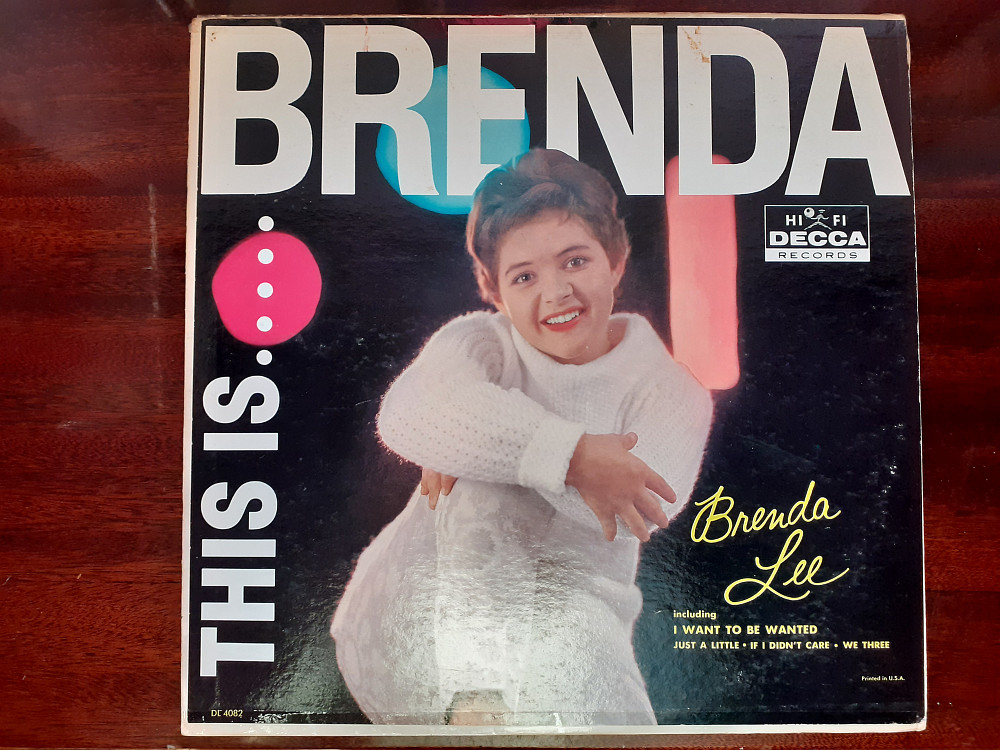 BRENDA
THIS IS.....
HI FI
DECCA
RECORDS
Brenda
Lee
including
I WANT TO BE WANTED
JUST A LITTLE • IF I DIDN'T CARE • WE THREE
Printed in U.S.A.
DL 4082